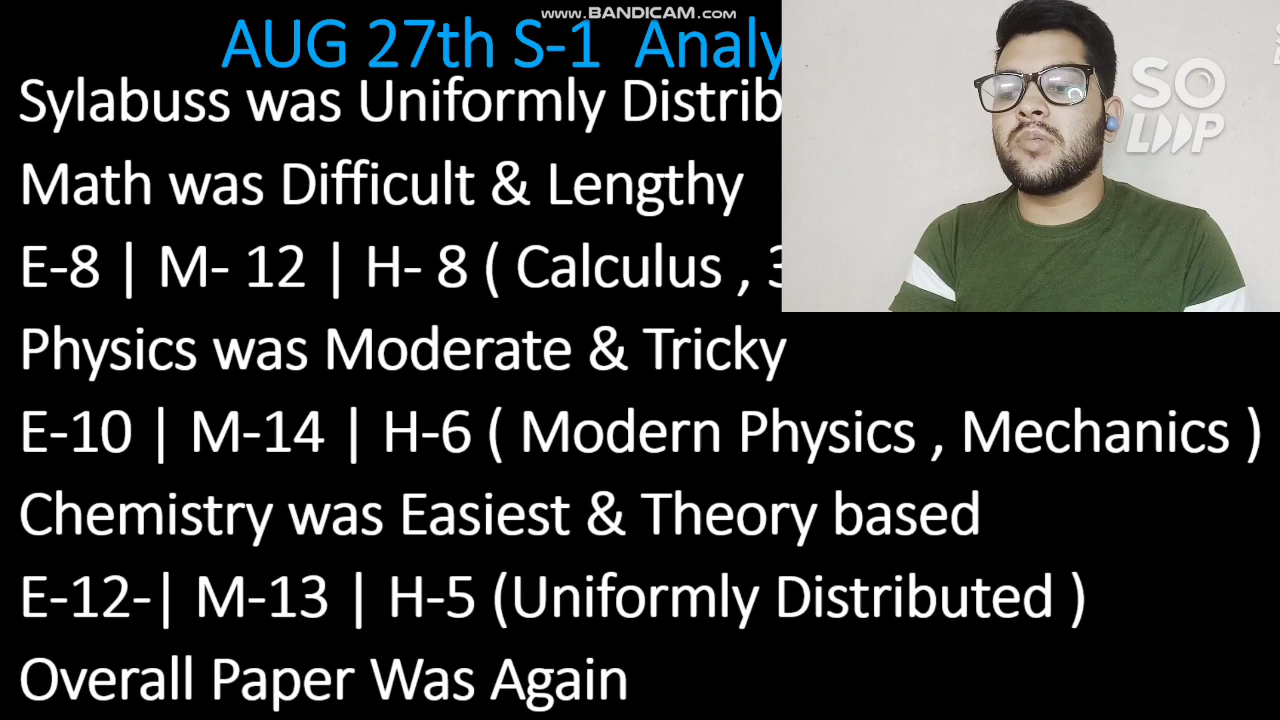 www.BANDICAM.com
AUG 27th S-1 Analy
Sylabuss was Uniformly Distrib
Math was Difficult & Lengthy
E-8 | M- 12 | H- 8 ( Calculus , 3
Physics was Moderate & Tricky
E-10 | M-14 | H-6 ( Modern Physics , Mechanics )
Chemistry was Easiest & Theory based
E-12-| M-13 | H-5 (Uniformly Distributed )
Overall Paper Was Again
SO
LOOP